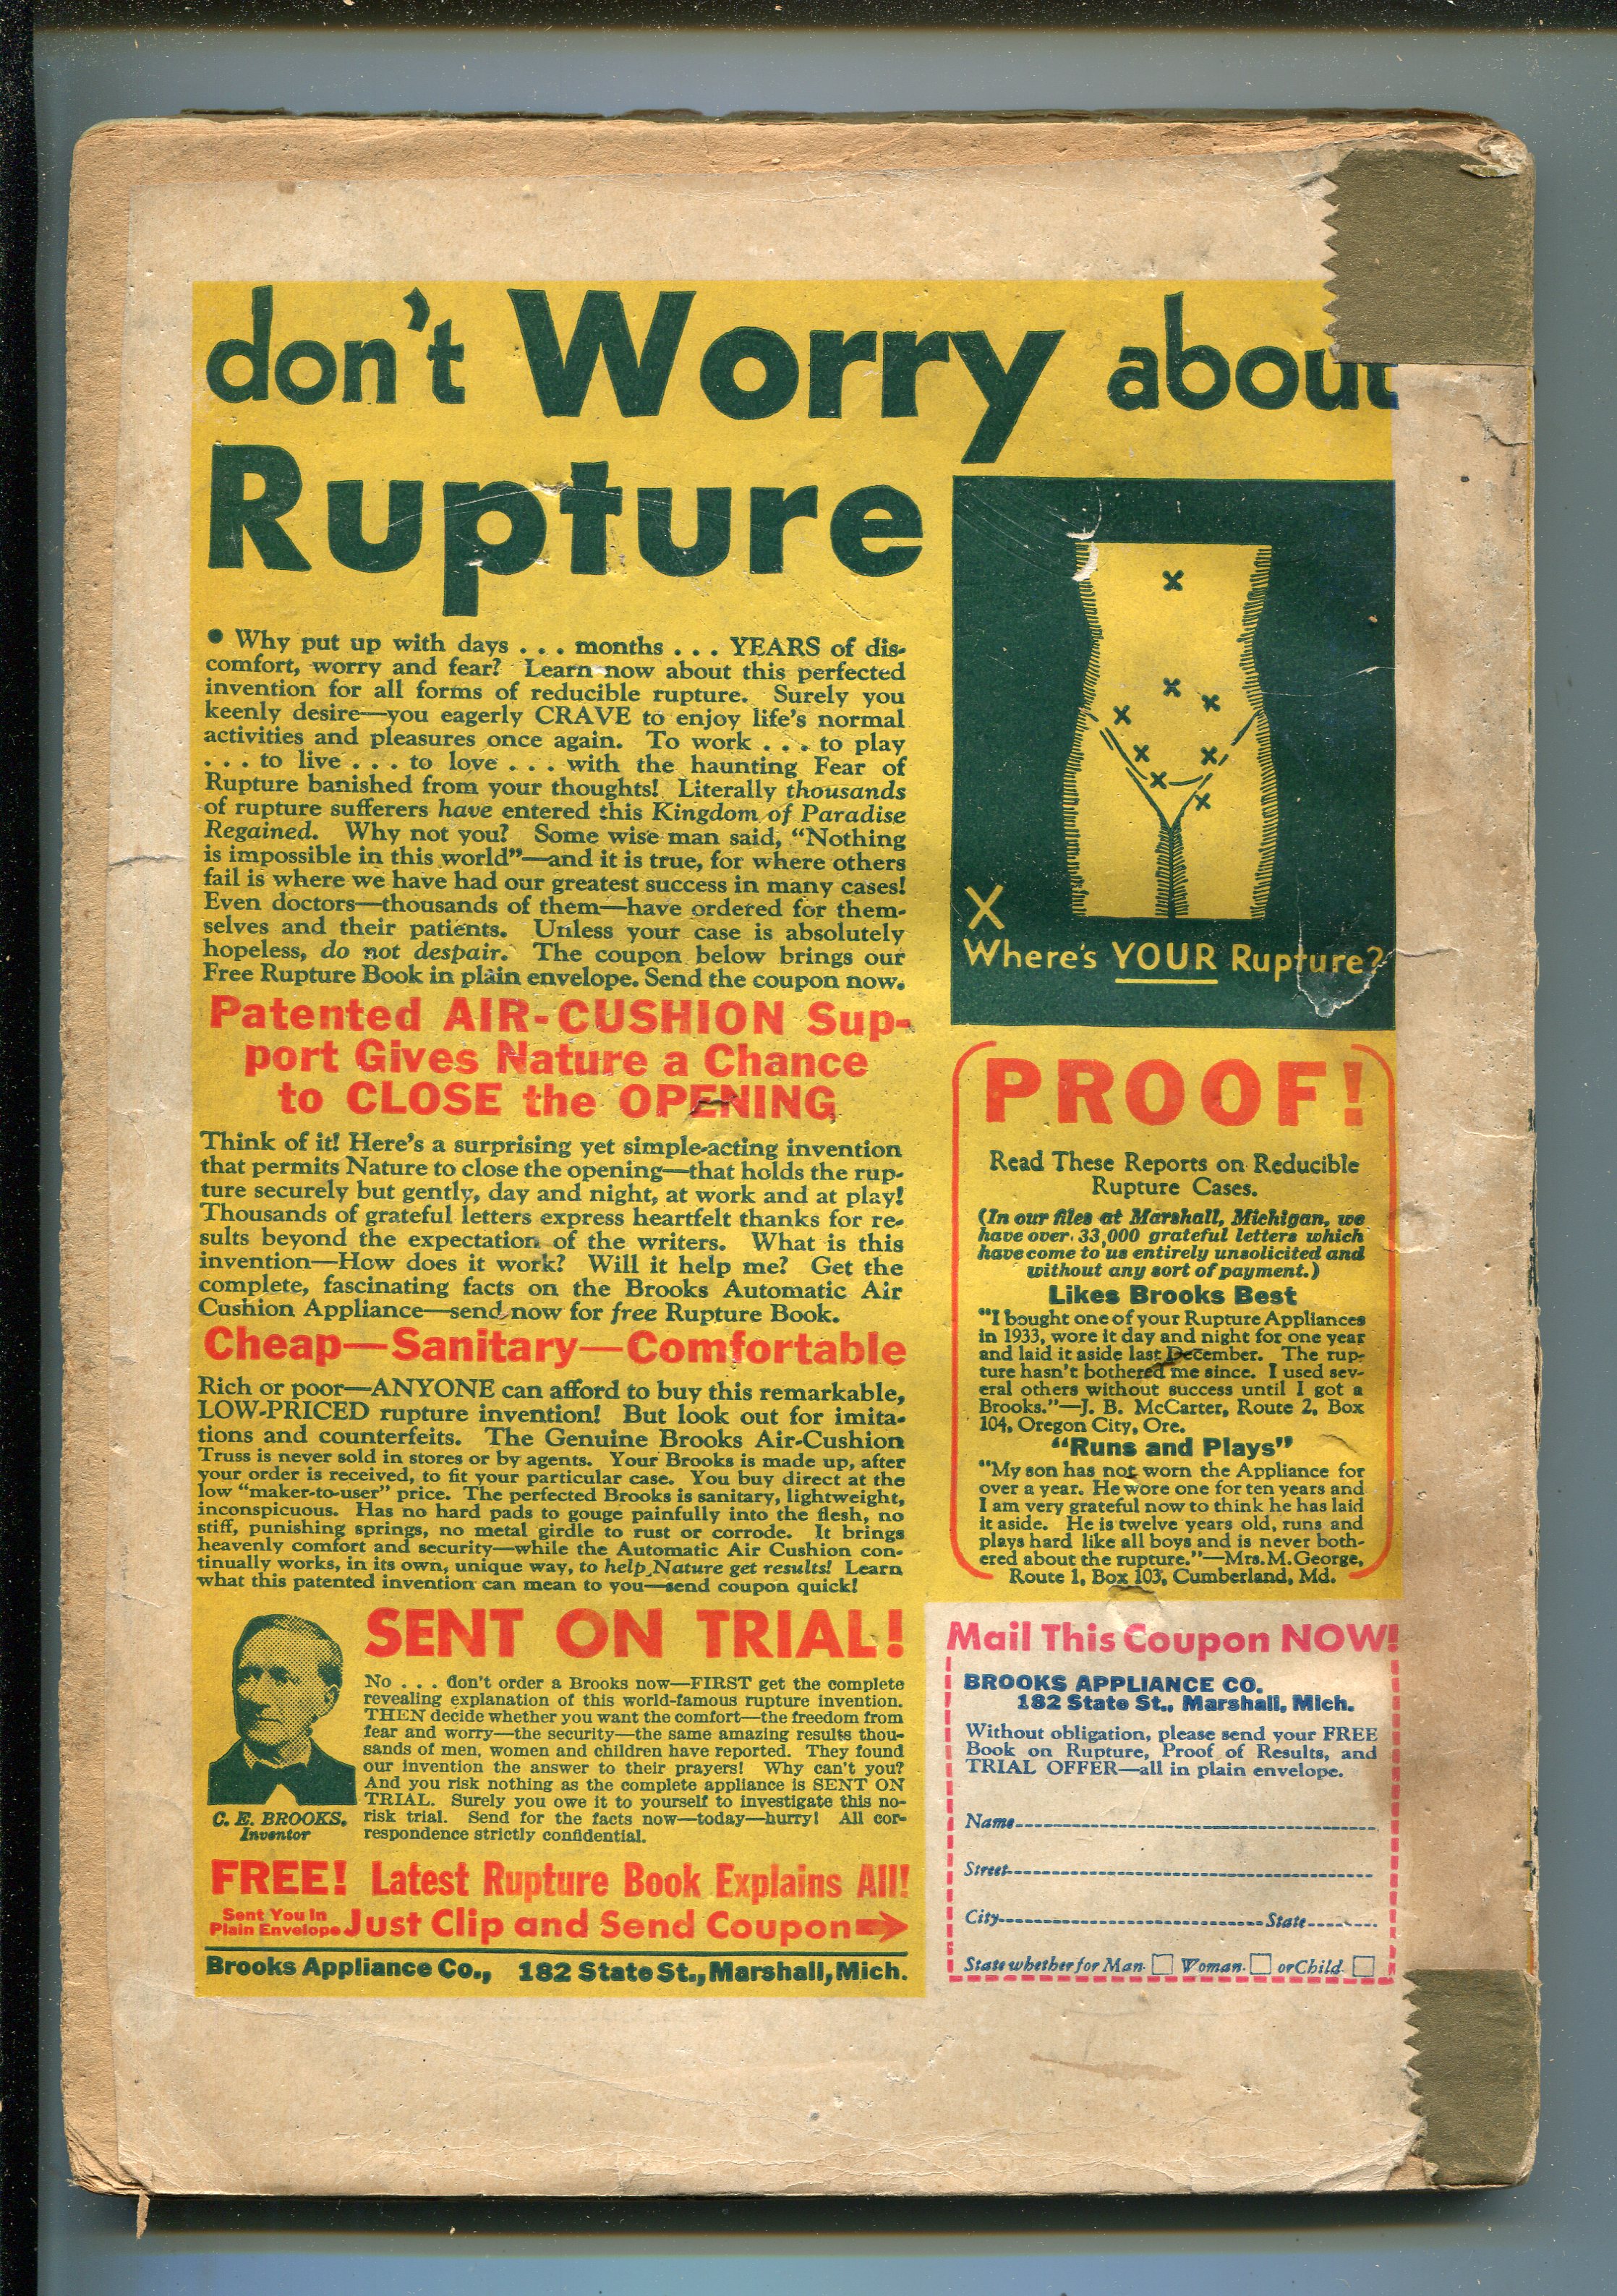 don't Worry about
Rupture
• Why put up with days . . . months . . . YEARS of dis-
comfort, worry and fear? Learn now about this perfected
invention for all forms of reducible rupture. Surely you
keenly desire—you eagerly CRAVE to enjoy life's normal
activities and pleasures once again. To work . . . to play
. . . to live . . . to love . . . with the haunting Fear of
Rupture banished from your thoughts! Literally thousands
of rupture sufferers have entered this Kingdom of Paradise
Regained. Why not you? Some wise man said, “Nothing
is impossible in this world”—and it is true, for where others
fail is where we have had our greatest success in many cases!
Even doctors—thousands of them—have ordered for them-
selves and their patients. Unless your case is absolutely
hopeless, do not despair. The coupon below brings our
Free Rupture Book in plain envelope. Send the coupon now.
Patented AIR-CUSHION Sup-
port Gives Nature a Chance
to CLOSE the OPENING
Think of it! Here's a surprising yet simple-acting invention
that permits Nature to close the opening—that holds the rup-
ture securely but gently, day and night, at work and at play!
Thousands of grateful letters express heartfelt thanks for re-
sults beyond the expectation of the writers. What is this
invention—How does it work? Will it help me? Get the
complete, fascinating facts on the Brooks Automatic Air
Cushion Appliance—send now for free Rupture Book.
Cheap—Sanitary—Comfortable
Rich or poor—ANYONE can afford to buy this remarkable,
LOW-PRICED rupture invention! But look out for imita-
tions and counterfeits. The Genuine Brooks Air-Cushion
Truss is never sold in stores or by agents. Your Brooks is made up, after
your order is received, to fit your particular case. You buy direct at the
low “maker-to-user” price. The perfected Brooks is sanitary, lightweight,
inconspicuous. Has no hard pads to gouge painfully into the flesh, no
stiff, punishing springs, no metal girdle to rust or corrode. It brings
heavenly comfort and security—while the Automatic Air Cushion con-
tinually works, in its own, unique way, to help Nature get results! Learn
what this patented invention can mean to you—send coupon quick!
SENT ON TRIAL!
No . . . don't order a Brooks now—FIRST get the complete
revealing explanation of this world-famous rupture invention.
THEN decide whether you want the comfort—the freedom from
fear and worry—the security—the same amazing results thou-
sands of men, women and children have reported. They found
our invention the answer to their prayers! Why can't you?
And you risk nothing as the complete appliance is SENT ON
TRIAL. Surely you owe it to yourself to investigate this no-
risk trial. Send for the facts now—today—hurry! All cor-
respondence strictly confidential.
C. E. BROOKS.
Inventor
FREE! Latest Rupture Book Explains All!
Sent You In
Plain Envelope
Just Clip and Send Coupon
Brooks Appliance Co., 182 State St., Marshall, Mich.
X
Where's YOUR Rupture?
PROOF!
Read These Reports on Reducible
Rupture Cases.
(In our files at Marshall, Michigan, we
have over 33,000 grateful letters which
have come to us entirely unsolicited and
without any sort of payment.)
Likes Brooks Best
“I bought one of your Rupture Appliances
in 1933, wore it day and night for one year
and laid it aside last December. The rup-
ture hasn't bothered me since. I used sev-
eral others without success until I got a
Brooks.”—J. B. McCarter, Route 2, Box
104, Oregon City, Ore.
“Runs and Plays”
“My son has not worn the Appliance for
over a year. He wore one for ten years and
I am very grateful now to think he has laid
it aside. He is twelve years old, runs and
plays hard like all boys and is never both-
ered about the rupture.”—Mrs. M. George,
Route 1, Box 103, Cumberland, Md.
Mail This Coupon NOW!
BROOKS APPLIANCE CO.
182 State St., Marshall, Mich.
Without obligation, please send your FREE
Book on Rupture, Proof of Results, and
TRIAL OFFER—all in plain envelope.
Name
Street
City State
State whether for Man Woman or Child